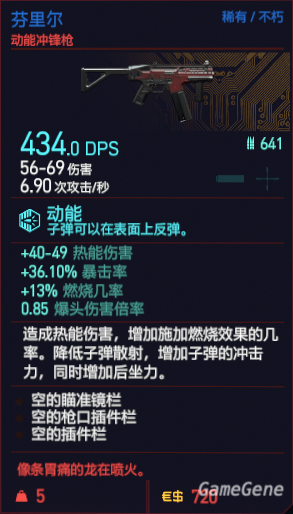 芬里尔 稀有 / 不朽
动能冲锋枪
434.0 DPS 641
56-69 伤害
6.90 次攻击/秒
动能
子弹可以在表面上反弹。
+40-49 热能伤害
+36.10% 暴击率
+13% 燃烧几率
0.85 爆头伤害倍率
造成热能伤害，增加施加燃烧效果的几
率。降低子弹散射，增加子弹的冲击
力，同时增加后坐力。
空的瞄准镜栏
空的枪口插件栏
空的插件栏
像条胃痛的龙在喷火。
5 €$ 720
GameGene